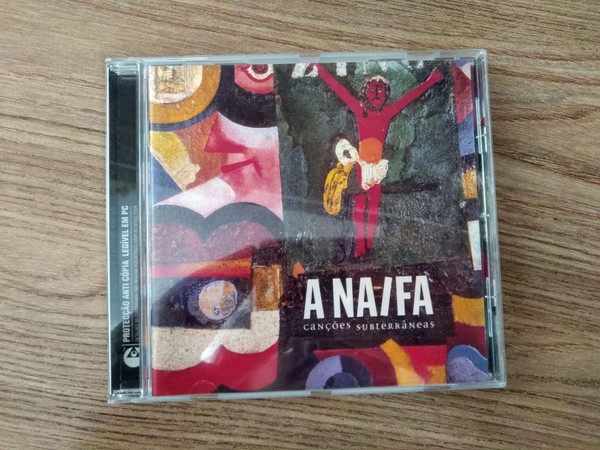 A NAIFA
CANÇÕES SUBTERRÂNEAS
PROTECÇÃO ANTI CÓPIA LEGÍVEL EM PC